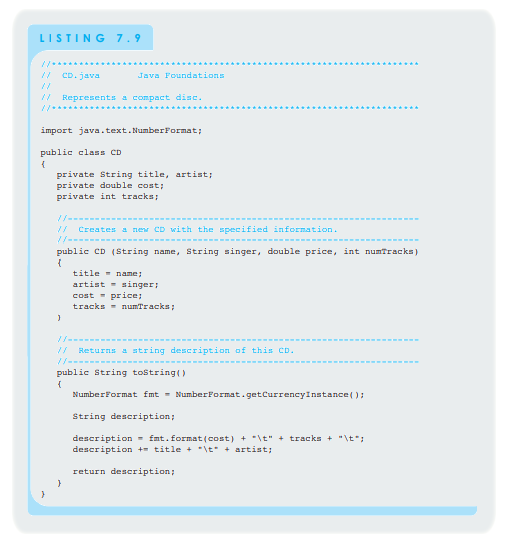 LISTING 7.9
//********************************************************************
//  CD.java       Java Foundations
//
//  Represents a compact disc.
//********************************************************************
import java.text.NumberFormat;
public class CD
{
   private String title, artist;
   private double cost;
   private int tracks;
   //-----------------------------------------------------------------
   //  Creates a new CD with the specified information.
   //-----------------------------------------------------------------
   public CD (String name, String singer, double price, int numTracks)
   {
      title = name;
      artist = singer;
      cost = price;
      tracks = numTracks;
   }
   //-----------------------------------------------------------------
   //  Returns a string description of this CD.
   //-----------------------------------------------------------------
   public String toString()
   {
      NumberFormat fmt = NumberFormat.getCurrencyInstance();
      String description;
      description = fmt.format(cost) + "\t" + tracks + "\t";
      description += title + "\t" + artist;
      return description;
   }
}